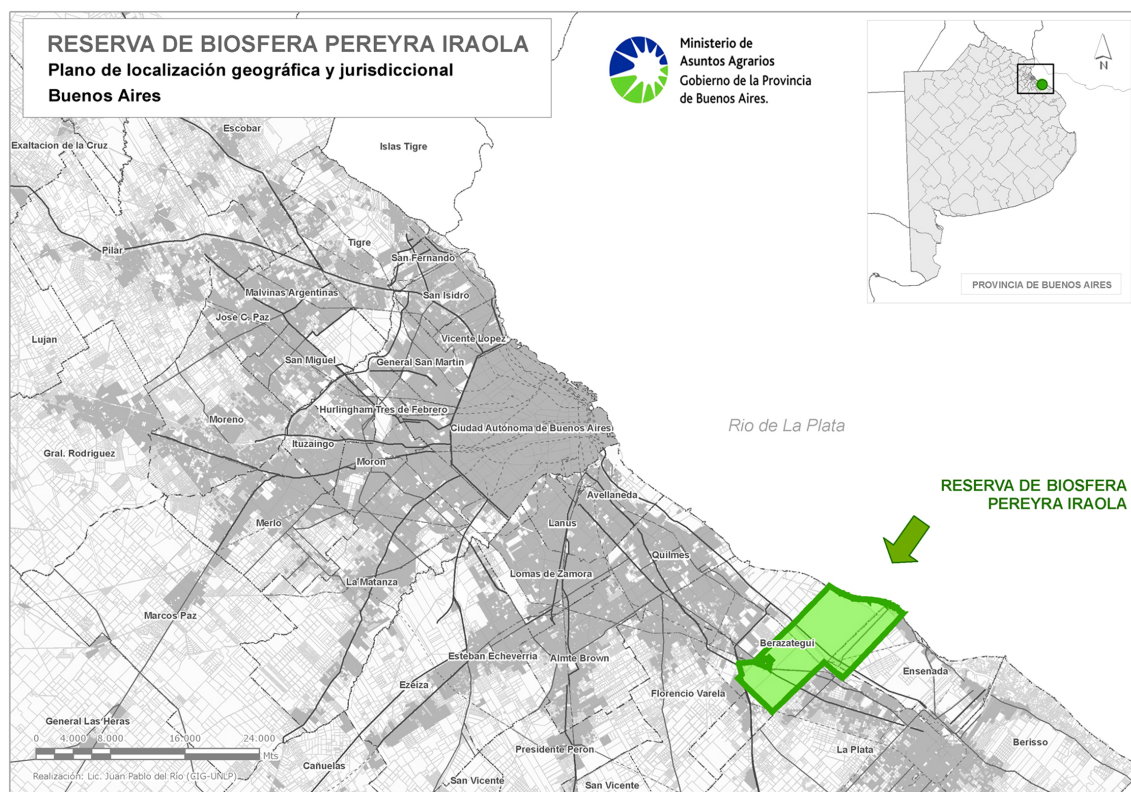 RESERVA DE BIOSFERA PEREYRA IRAOLA
Plano de localización geográfica y jurisdiccional
Buenos Aires
Ministerio de
Asuntos Agrarios
Gobierno de la Provincia
de Buenos Aires.
N
PROVINCIA DE BUENOS AIRES
Escobar
Exaltacion de la Cruz
Islas Tigre
Pilar
Tigre
San Fernando
Malvinas Argentinas
San Isidro
Jose C. Paz
Lujan
Vicente Lopez
San Miguel
General San Martin
Hurlingham
Tres de Febrero
Moreno
Ciudad Autónoma de Buenos Aires
Rio de La Plata
Ituzaingo
Gral. Rodriguez
Moron
RESERVA DE BIOSFERA
PEREYRA IRAOLA
Avellaneda
Merlo
Lanus
Quilmes
Lomas de Zamora
La Matanza
Marcos Paz
Berazategui
Esteban Echeverria
Almte Brown
Ensenada
Ezeiza
Florencio Varela
General Las Heras
Berisso
0 4.000 8.000 16.000 24.000
Mts
Presidente Peron
La Plata
Cañuelas
Realización: Lic. Juan Pablo del Río (GIG-UNLP)
San Vicente
San Vicente